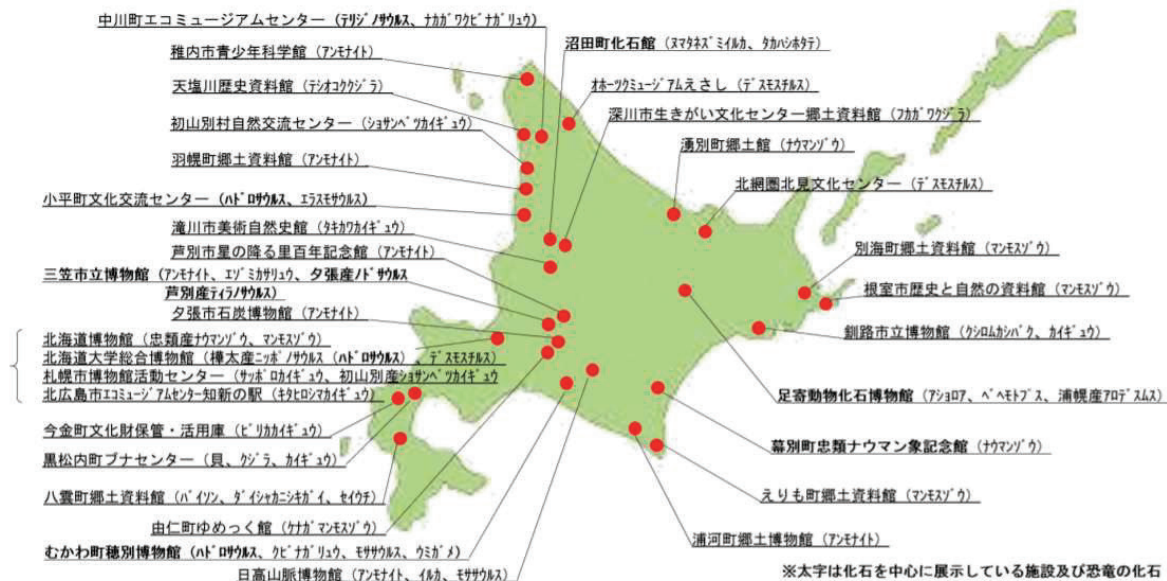 中川町エコミュージアムセンター（テリジノサウルス、ナカガワクビナガリュウ）
稚内市青少年科学館（アンモナイト）
天塩川歴史資料館（テシオコククジラ）
初山別村自然交流センター（ショサンベツカイギュウ）
羽幌町郷土資料館（アンモナイト）
小平町文化交流センター（ハドロサウルス、エラスモサウルス）
滝川市美術自然史館（タキカワカイギュウ）
芦別市星の降る里百年記念館（アンモナイト）
三笠市立博物館（アンモナイト、エゾミカサリュウ、夕張産ノドサウルス
芦別産ティラノサウルス）
夕張市石炭博物館（アンモナイト）
北海道博物館（忠類産ナウマンゾウ、マンモスゾウ）
北海道大学総合博物館（樺太産ニッポノサウルス（ハドロサウルス）、デスモスチルス）
札幌市博物館活動センター（サッポロカイギュウ、初山別産ショサンベツカイギュウ
北広島市エコミュージアムセンター知新の駅（キタヒロシマカイギュウ）
今金町文化財保管・活用庫（ピリカカイギュウ）
黒松内町ブナセンター（貝、クジラ、カイギュウ）
八雲町郷土資料館（バイソン、ダイシャカニシキガイ、セイウチ）
由仁町ゆめっく館（ケナガマンモスゾウ）
むかわ町穂別博物館（ハドロサウルス、クビナガリュウ、モササウルス、ウミガメ）
日高山脈博物館（アンモナイト、イルカ、モササウルス）
沼田町化石館（ヌマタネズミイルカ、タカハシホタテ）
オホーツクミュージアムえさし（デスモスチルス）
深川市生きがい文化センター郷土資料館（フカガワクジラ）
湧別町郷土館（ナウマンゾウ）
北網圏北見文化センター（デスモスチルス）
別海町郷土資料館（マンモスゾウ）
根室市歴史と自然の資料館（マンモスゾウ）
釧路市立博物館（クシロムカシバク、カイギュウ）
足寄動物化石博物館（アショロア、ベヘモトプス、浦幌産アロデスムス）
幕別町忠類ナウマン象記念館（ナウマンゾウ）
えりも町郷土資料館（マンモスゾウ）
浦河町郷土博物館（アンモナイト）
※太字は化石を中心に展示している施設及び恐竜の化石